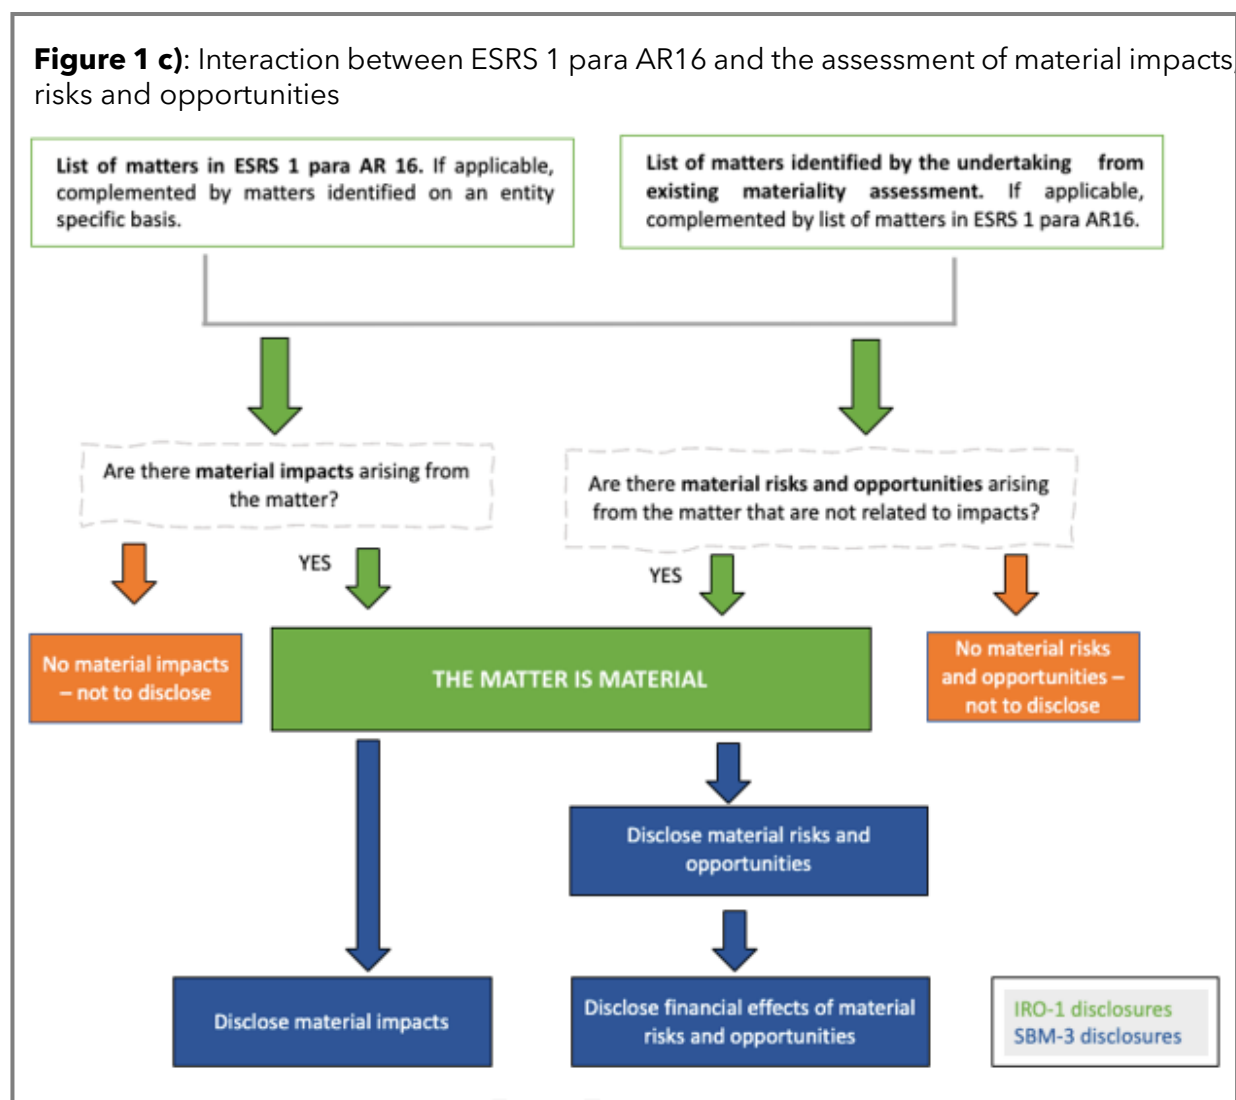 Figure 1 c): Interaction between ESRS 1 para AR16 and the assessment of material impacts,
risks and opportunities
List of matters in ESRS 1 para AR 16. If applicable,
complemented by matters identified on an entity
specific basis.
List of matters identified by the undertaking from
existing materiality assessment. If applicable,
complemented by list of matters in ESRS 1 para AR16.
Are there material impacts arising from
the matter?
Are there material risks and opportunities arising
from the matter that are not related to impacts?
YES
YES
No material impacts
– not to disclose
THE MATTER IS MATERIAL
No material risks
and opportunities –
not to disclose
Disclose material risks and
opportunities
Disclose material impacts
Disclose financial effects of material
risks and opportunities
IRO-1 disclosures
SBM-3 disclosures